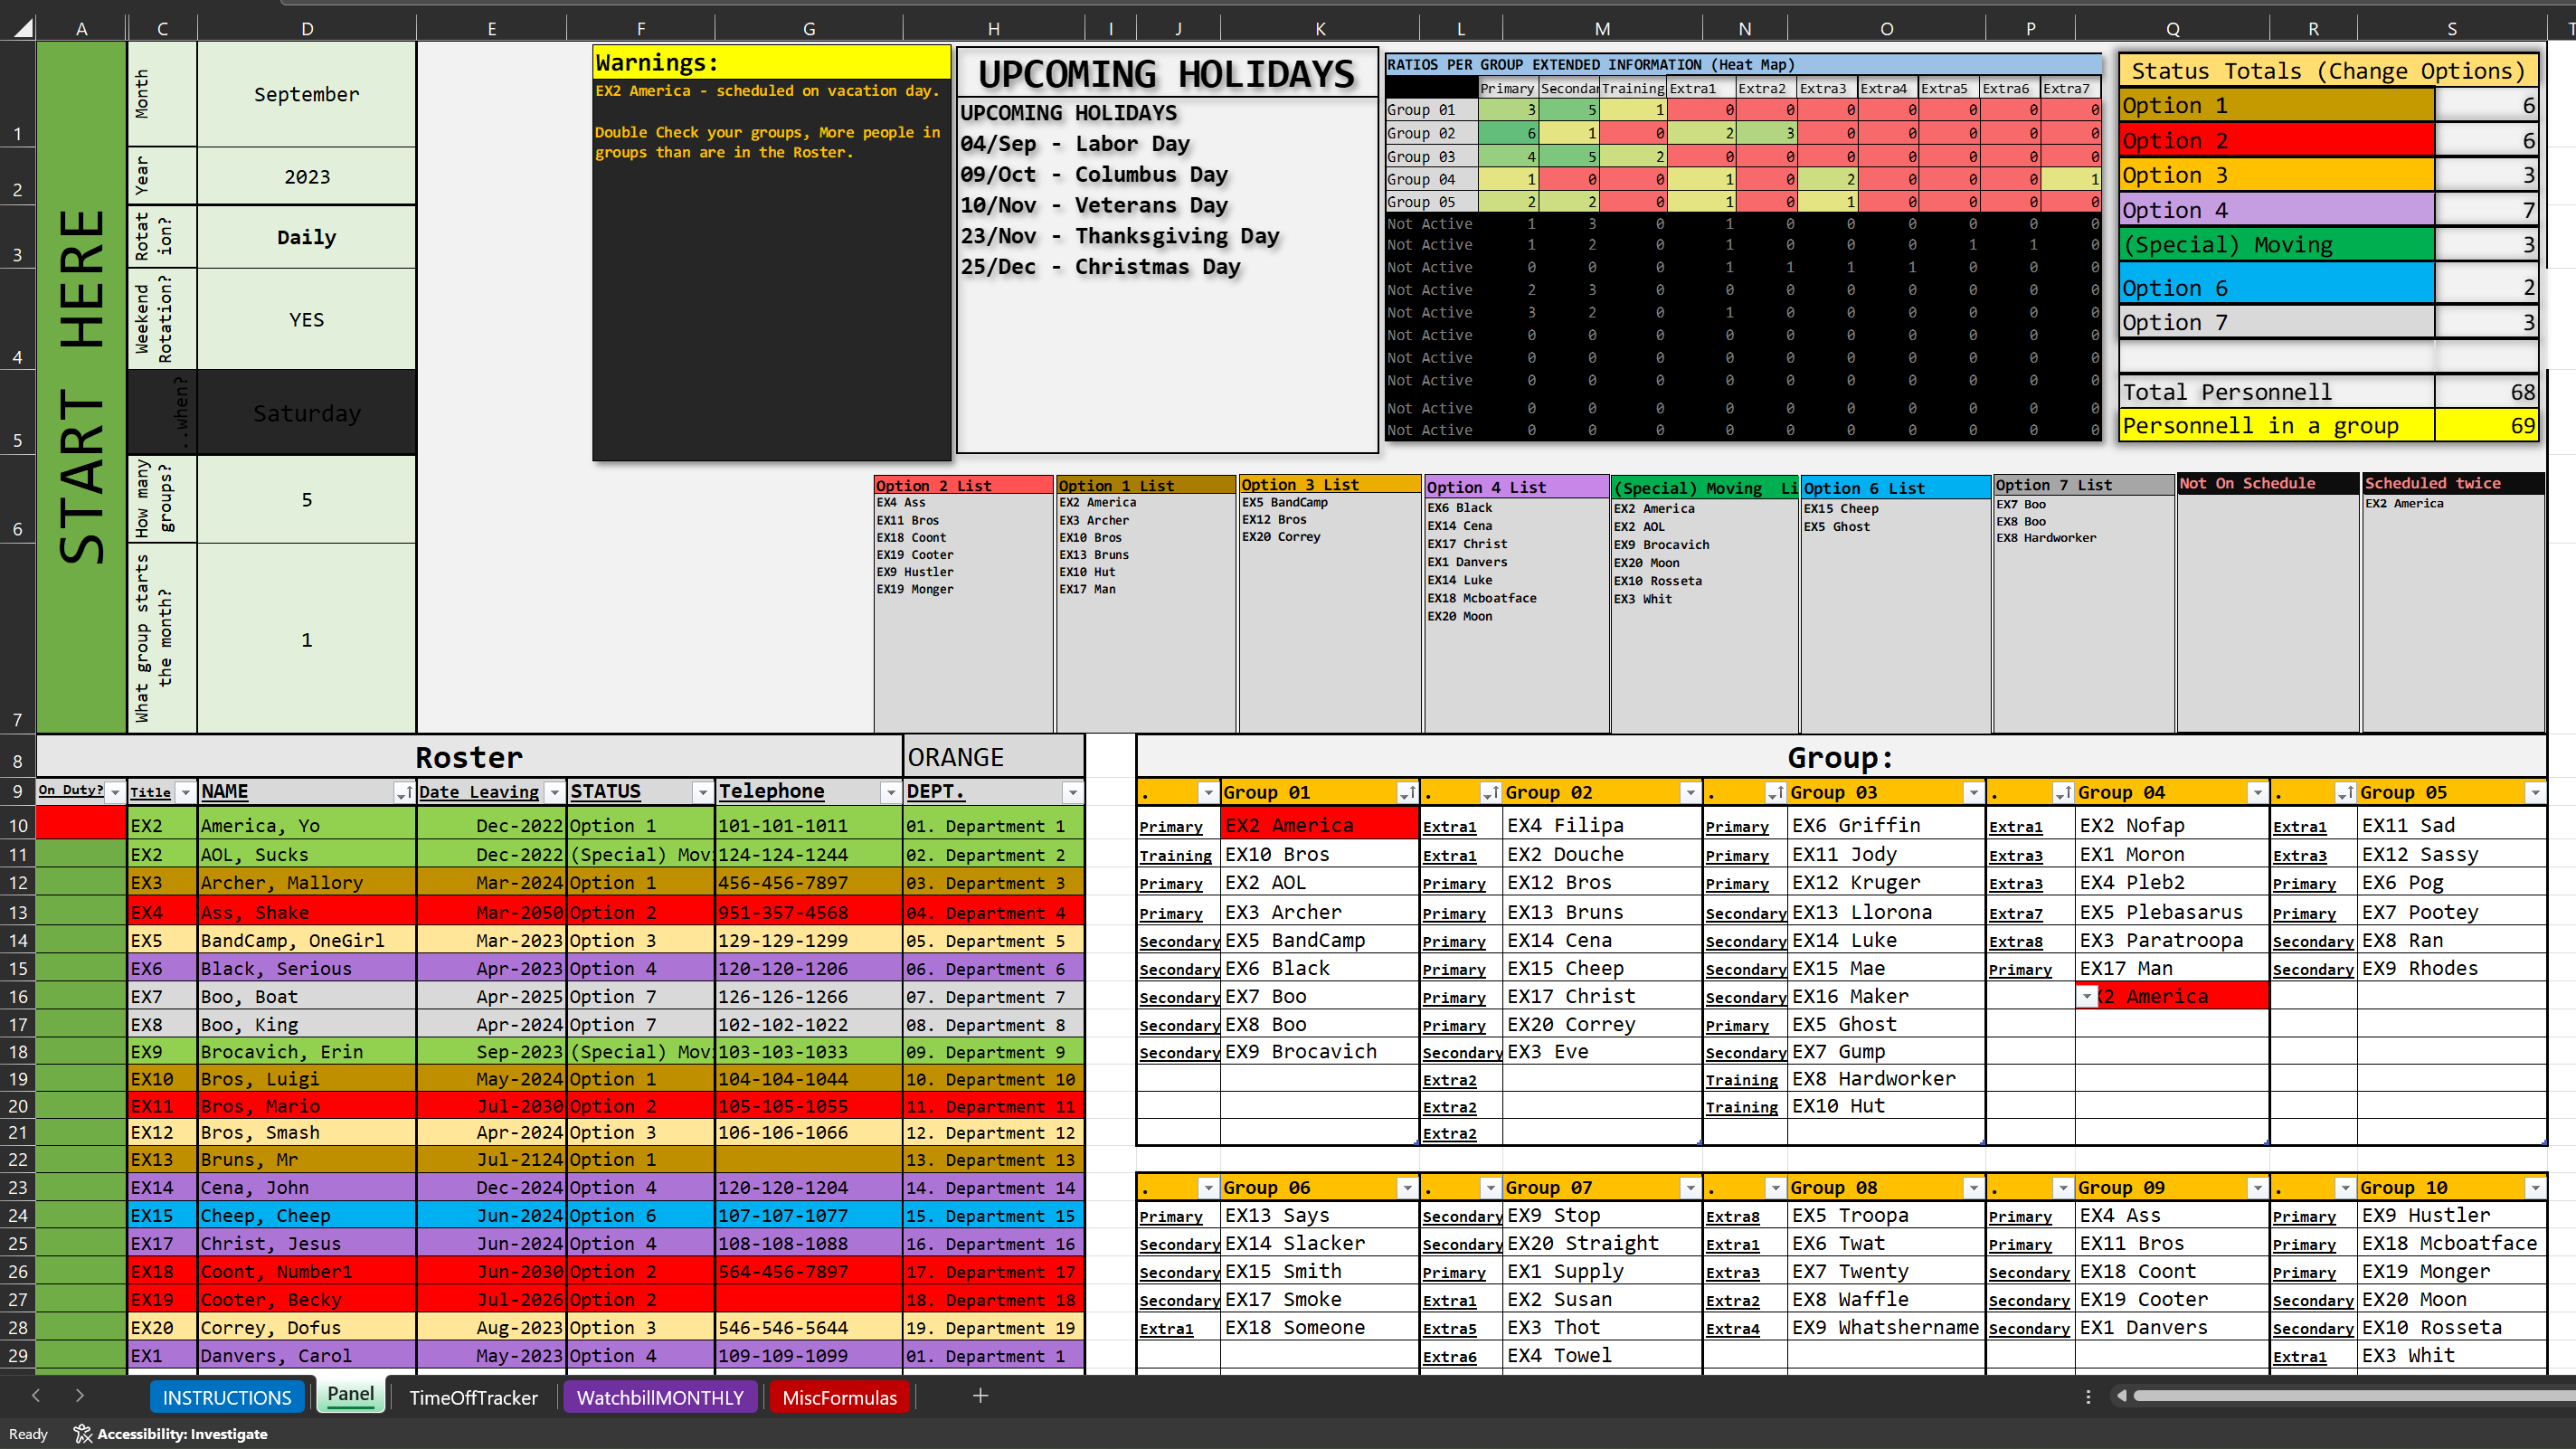 A C D E F G H I J K L M N O P Q R S
START HERE
1 Month September
2 Year 2023
3 Rotat ion? Daily
4 Weekend Rotation? YES
5 ..when? Saturday
6 How many groups? 5
7 What group starts the month? 1
Warnings:
EX2 America - scheduled on vacation day.
Double Check your groups, More people in
groups than are in the Roster.
UPCOMING HOLIDAYS
UPCOMING HOLIDAYS
04/Sep - Labor Day
09/Oct - Columbus Day
10/Nov - Veterans Day
23/Nov - Thanksgiving Day
25/Dec - Christmas Day
RATIOS PER GROUP EXTENDED INFORMATION (Heat Map)
Primary Secondar Training Extra1 Extra2 Extra3 Extra4 Extra5 Extra6 Extra7
Group 01 3 5 1 0 0 0 0 0 0 0
Group 02 6 1 0 2 3 0 0 0 0 0
Group 03 4 5 2 0 0 0 0 0 0 0
Group 04 1 0 0 1 0 2 0 0 0 1
Group 05 2 2 0 1 0 1 0 0 0 0
Not Active 1 3 0 1 0 0 0 0 0 0
Not Active 1 2 0 1 0 0 0 1 1 0
Not Active 0 0 0 1 1 1 1 0 0 0
Not Active 2 3 0 0 0 0 0 0 0 0
Not Active 3 2 0 1 0 0 0 0 0 0
Not Active 0 0 0 0 0 0 0 0 0 0
Not Active 0 0 0 0 0 0 0 0 0 0
Not Active 0 0 0 0 0 0 0 0 0 0
Not Active 0 0 0 0 0 0 0 0 0 0
Not Active 0 0 0 0 0 0 0 0 0 0
Status Totals (Change Options)
Option 1 6
Option 2 6
Option 3 3
Option 4 7
(Special) Moving 3
Option 6 2
Option 7 3
Total Personnell 68
Personnell in a group 69
Option 2 List
EX4 Ass
EX11 Bros
EX18 Coont
EX19 Cooter
EX9 Hustler
EX19 Monger
Option 1 List
EX2 America
EX3 Archer
EX10 Bros
EX13 Bruns
EX10 Hut
EX17 Man
Option 3 List
EX5 BandCamp
EX12 Bros
EX20 Correy
Option 4 List
EX6 Black
EX14 Cena
EX17 Christ
EX1 Danvers
EX14 Luke
EX18 Mcboatface
EX20 Moon
(Special) Moving Li
EX2 America
EX2 AOL
EX9 Brocavich
EX20 Moon
EX10 Rosseta
EX3 Whit
Option 6 List
EX15 Cheep
EX5 Ghost
Option 7 List
EX7 Boo
EX8 Boo
EX8 Hardworker
Not On Schedule
Scheduled twice
EX2 America
8 Roster ORANGE
9 On Duty? Title NAME Date Leaving STATUS Telephone DEPT.
10 EX2 America, Yo Dec-2022 Option 1 101-101-1011 01. Department 1
11 EX2 AOL, Sucks Dec-2022 (Special) Mov 124-124-1244 02. Department 2
12 EX3 Archer, Mallory Mar-2024 Option 1 456-456-7897 03. Department 3
13 EX4 Ass, Shake Mar-2050 Option 2 951-357-4568 04. Department 4
14 EX5 BandCamp, OneGirl Mar-2023 Option 3 129-129-1299 05. Department 5
15 EX6 Black, Serious Apr-2023 Option 4 120-120-1206 06. Department 6
16 EX7 Boo, Boat Apr-2025 Option 7 126-126-1266 07. Department 7
17 EX8 Boo, King Apr-2024 Option 7 102-102-1022 08. Department 8
18 EX9 Brocavich, Erin Sep-2023 (Special) Mov 103-103-1033 09. Department 9
19 EX10 Bros, Luigi May-2024 Option 1 104-104-1044 10. Department 10
20 EX11 Bros, Mario Jul-2030 Option 2 105-105-1055 11. Department 11
21 EX12 Bros, Smash Apr-2024 Option 3 106-106-1066 12. Department 12
22 EX13 Bruns, Mr Jul-2124 Option 1 13. Department 13
23 EX14 Cena, John Dec-2024 Option 4 120-120-1204 14. Department 14
24 EX15 Cheep, Cheep Jun-2024 Option 6 107-107-1077 15. Department 15
25 EX17 Christ, Jesus Jun-2024 Option 4 108-108-1088 16. Department 16
26 EX18 Coont, Number1 Jun-2030 Option 2 564-456-7897 17. Department 17
27 EX19 Cooter, Becky Jul-2026 Option 2 18. Department 18
28 EX20 Correy, Dofus Aug-2023 Option 3 546-546-5644 19. Department 19
29 EX1 Danvers, Carol May-2023 Option 4 109-109-1099 01. Department 1
Group:
. Group 01 . Group 02 . Group 03 . Group 04 . Group 05
Primary EX2 America Extra1 EX4 Filipa Primary EX6 Griffin Extra1 EX2 Nofap Extra1 EX11 Sad
Training EX10 Bros Extra1 EX2 Douche Primary EX11 Jody Extra3 EX1 Moron Extra3 EX12 Sassy
Primary EX2 AOL Primary EX12 Bros Primary EX12 Kruger Extra3 EX4 Pleb2 Primary EX6 Pog
Primary EX3 Archer Primary EX13 Bruns Secondary EX13 Llorona Extra7 EX5 Plebasarus Primary EX7 Pootey
Secondary EX5 BandCamp Primary EX14 Cena Secondary EX14 Luke Extra8 EX3 Paratroopa Secondary EX8 Ran
Secondary EX6 Black Primary EX15 Cheep Secondary EX15 Mae Primary EX17 Man Secondary EX9 Rhodes
Secondary EX7 Boo Primary EX17 Christ Secondary EX16 Maker X2 America
Secondary EX8 Boo Primary EX20 Correy Primary EX5 Ghost
Secondary EX9 Brocavich Secondary EX3 Eve Secondary EX7 Gump
Extra2 Training EX8 Hardworker
Extra2 Training EX10 Hut
Extra2
. Group 06 . Group 07 . Group 08 . Group 09 . Group 10
Primary EX13 Says Secondary EX9 Stop Extra8 EX5 Troopa Primary EX4 Ass Primary EX9 Hustler
Secondary EX14 Slacker Secondary EX20 Straight Extra1 EX6 Twat Primary EX11 Bros Primary EX18 Mcboatface
Secondary EX15 Smith Primary EX1 Supply Extra3 EX7 Twenty Secondary EX18 Coont Primary EX19 Monger
Secondary EX17 Smoke Extra1 EX2 Susan Extra2 EX8 Waffle Secondary EX19 Cooter Secondary EX20 Moon
Extra1 EX18 Someone Extra5 EX3 Thot Extra4 EX9 Whatshername Secondary EX1 Danvers Secondary EX10 Rosseta
Extra6 EX4 Towel Extra1 EX3 Whit
INSTRUCTIONS Panel TimeOffTracker WatchbillMONTHLY MiscFormulas
Ready Accessibility: Investigate